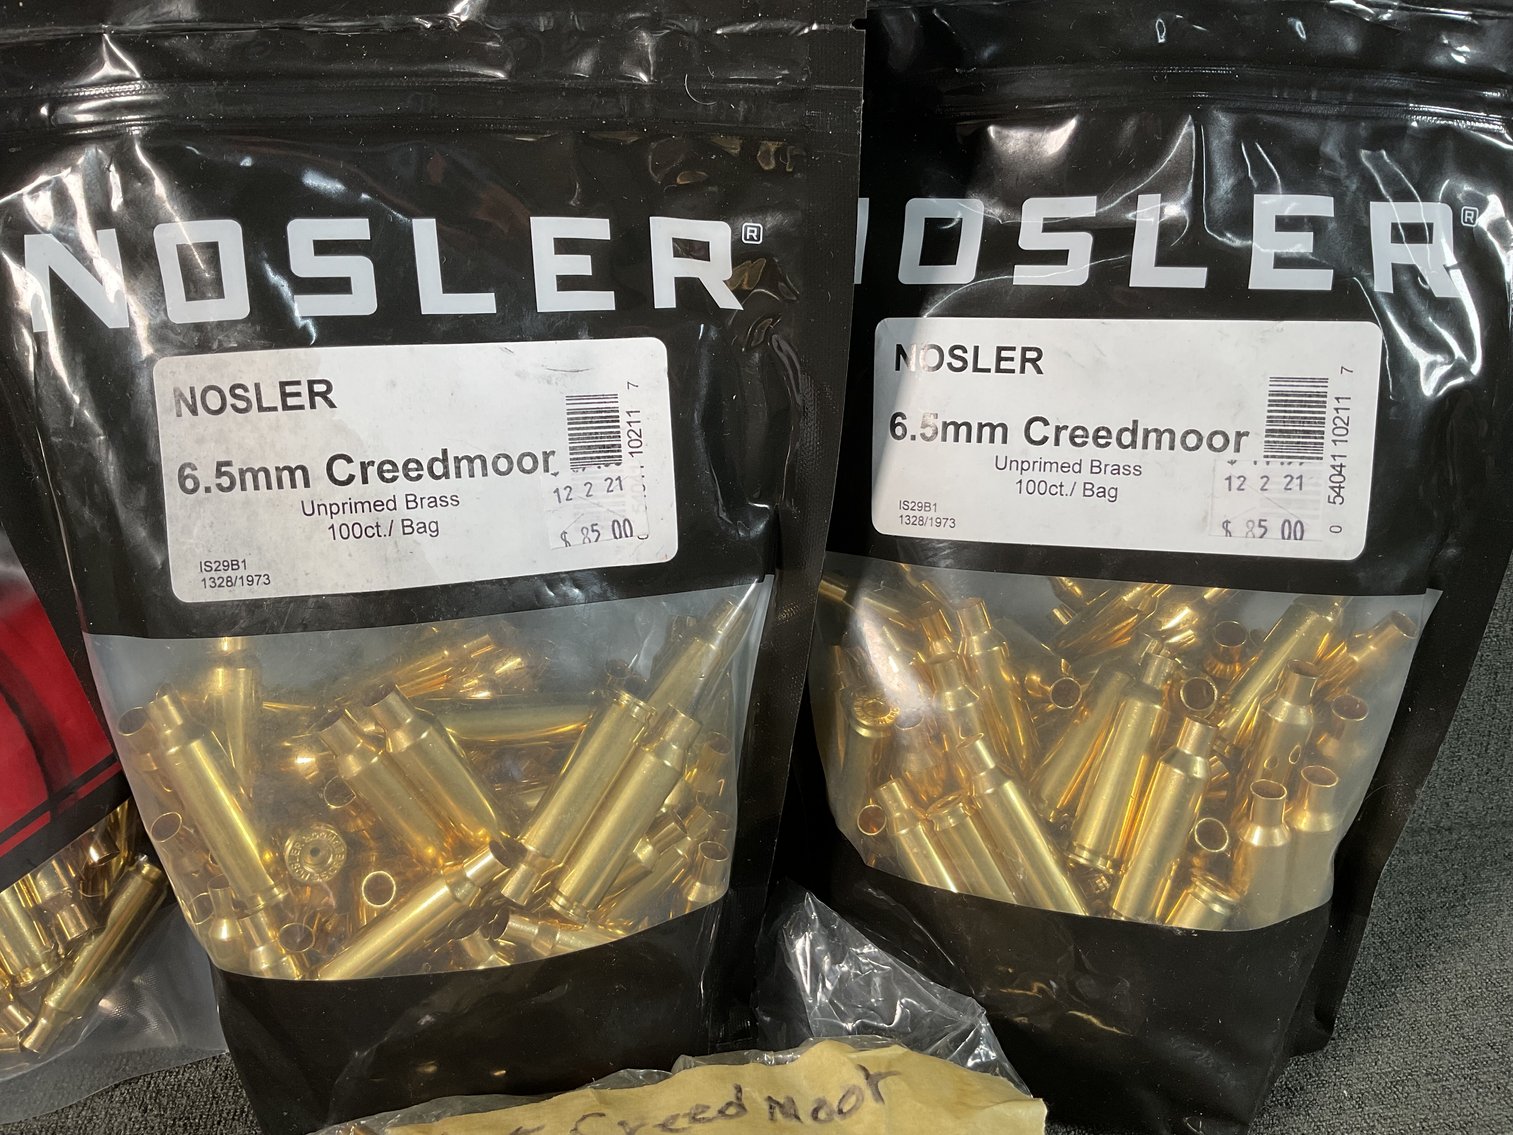 NOSLER®
NOSLER
6.5mm Creedmoor
Unprimed Brass
100ct./ Bag
IS29B1
1328/1973
12 2 21
$ 85 00
10211 7
NOSLER®
NOSLER
6.5mm Creedmoor
Unprimed Brass
100ct./ Bag
IS29B1
1328/1973
12 2 21
$ 85 00
0 54041 10211 7
Creedmoor